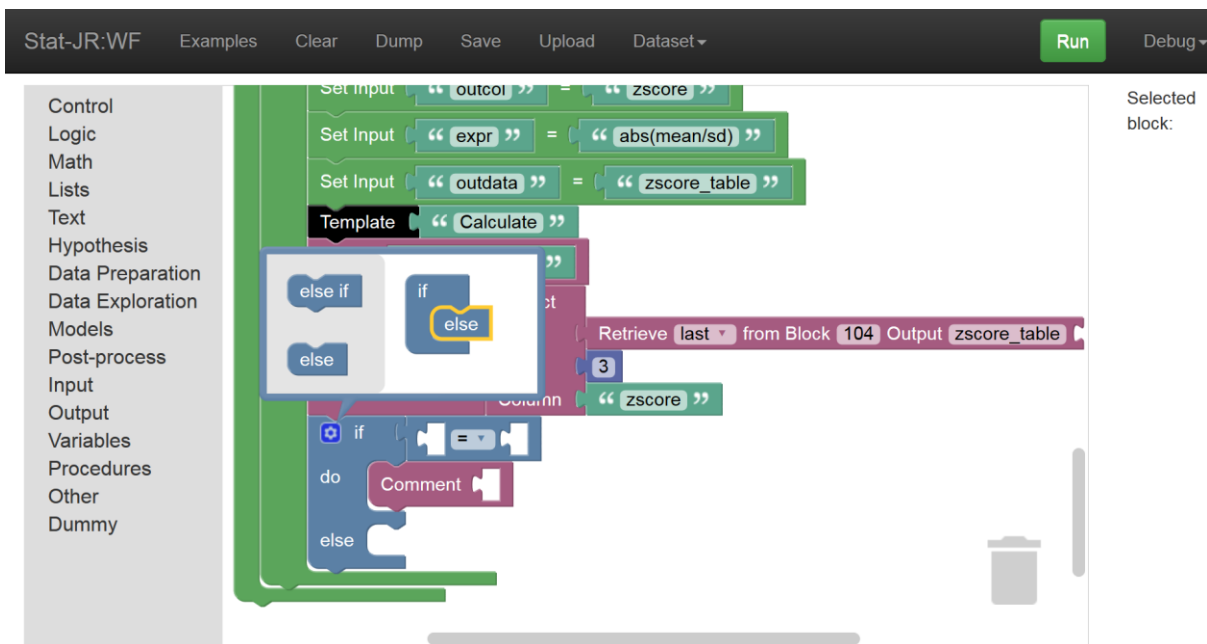 Stat-JR:WF Examples Clear Dump Save Upload Dataset Run Debug
Control
Logic
Math
Lists
Text
Hypothesis
Data Preparation
Data Exploration
Models
Post-process
Input
Output
Variables
Procedures
Other
Dummy
Set Input “ outcol ” = “ zscore ”
Set Input “ expr ” = “ abs(mean/sd) ”
Set Input “ outdata ” = “ zscore_table ”
Template “ Calculate ”
”
else if
else
if
else
ct
Retrieve last from Block 104 Output zscore_table
3
Column “ zscore ”
if =
do Comment
else
Selected
block: